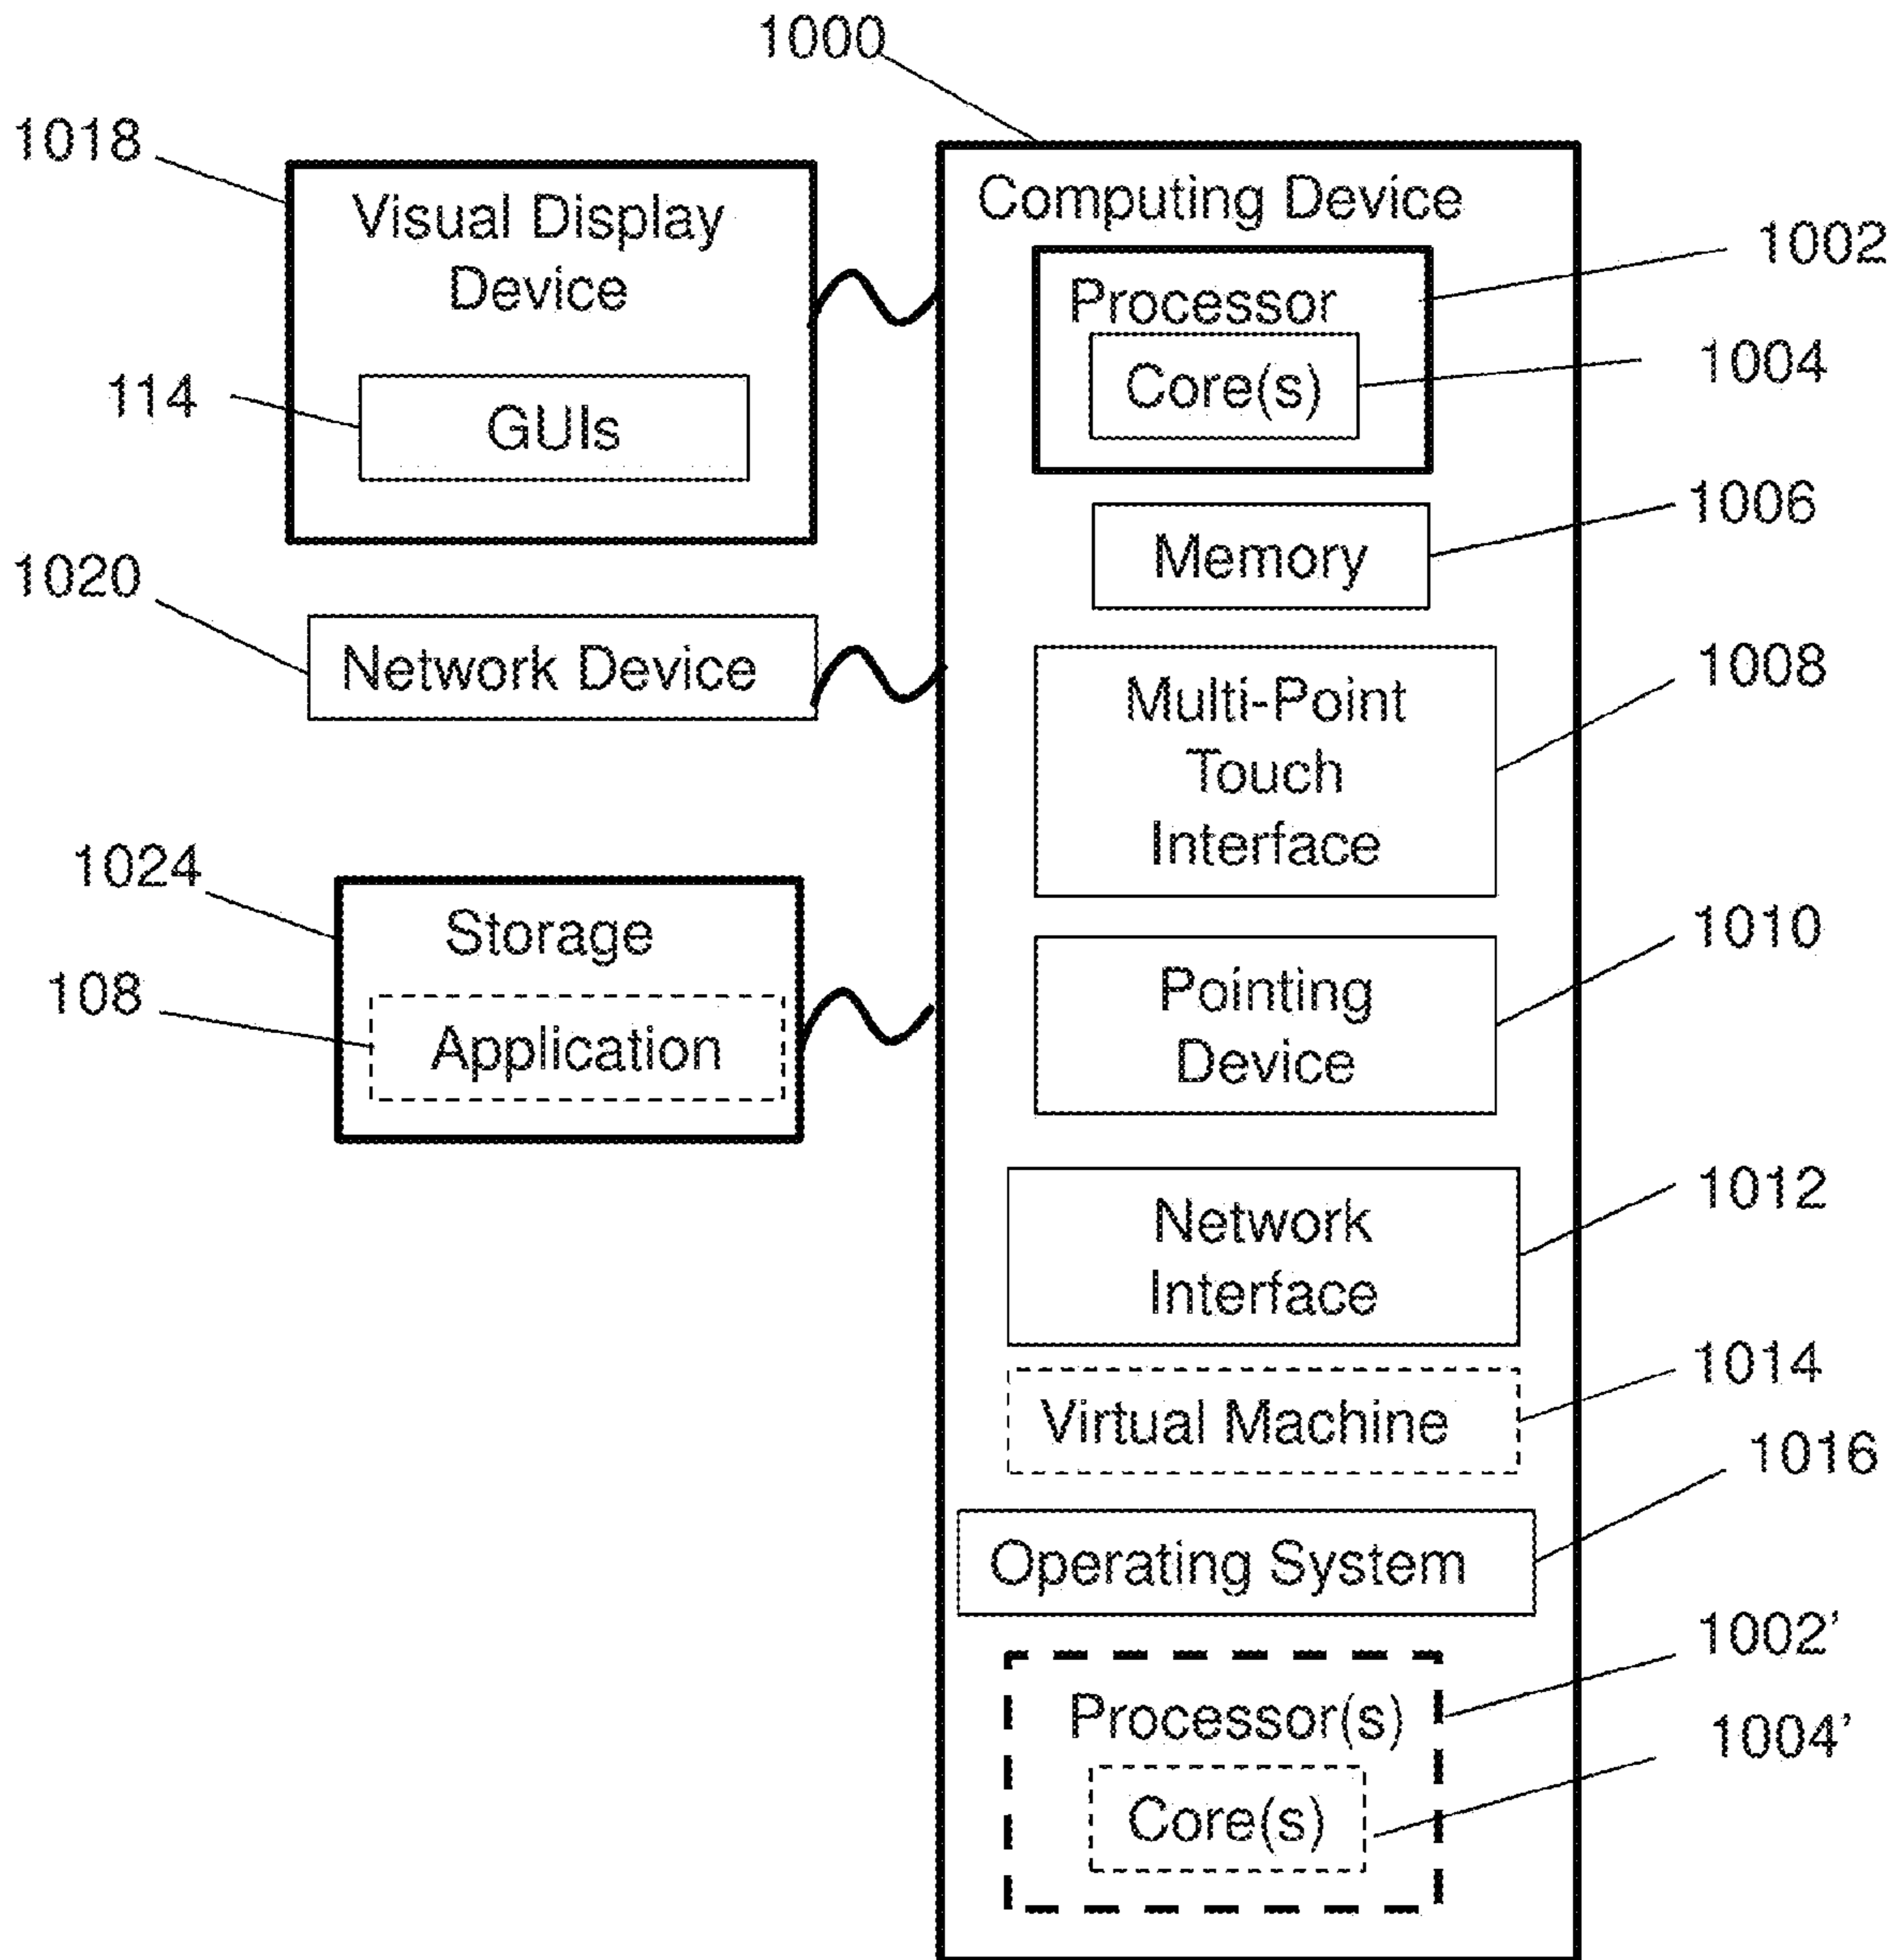 1000
1018
Visual Display
Device
114
GUIs
1020
Network Device
1024
Storage
108
Application
Computing Device
Processor
1002
Core(s)
1004
Memory
1006
Multi-Point
Touch
Interface
1008
Pointing
Device
1010
Network
Interface
1012
Virtual Machine
1014
Operating System
1016
Processor(s)
1002'
Core(s)
1004'